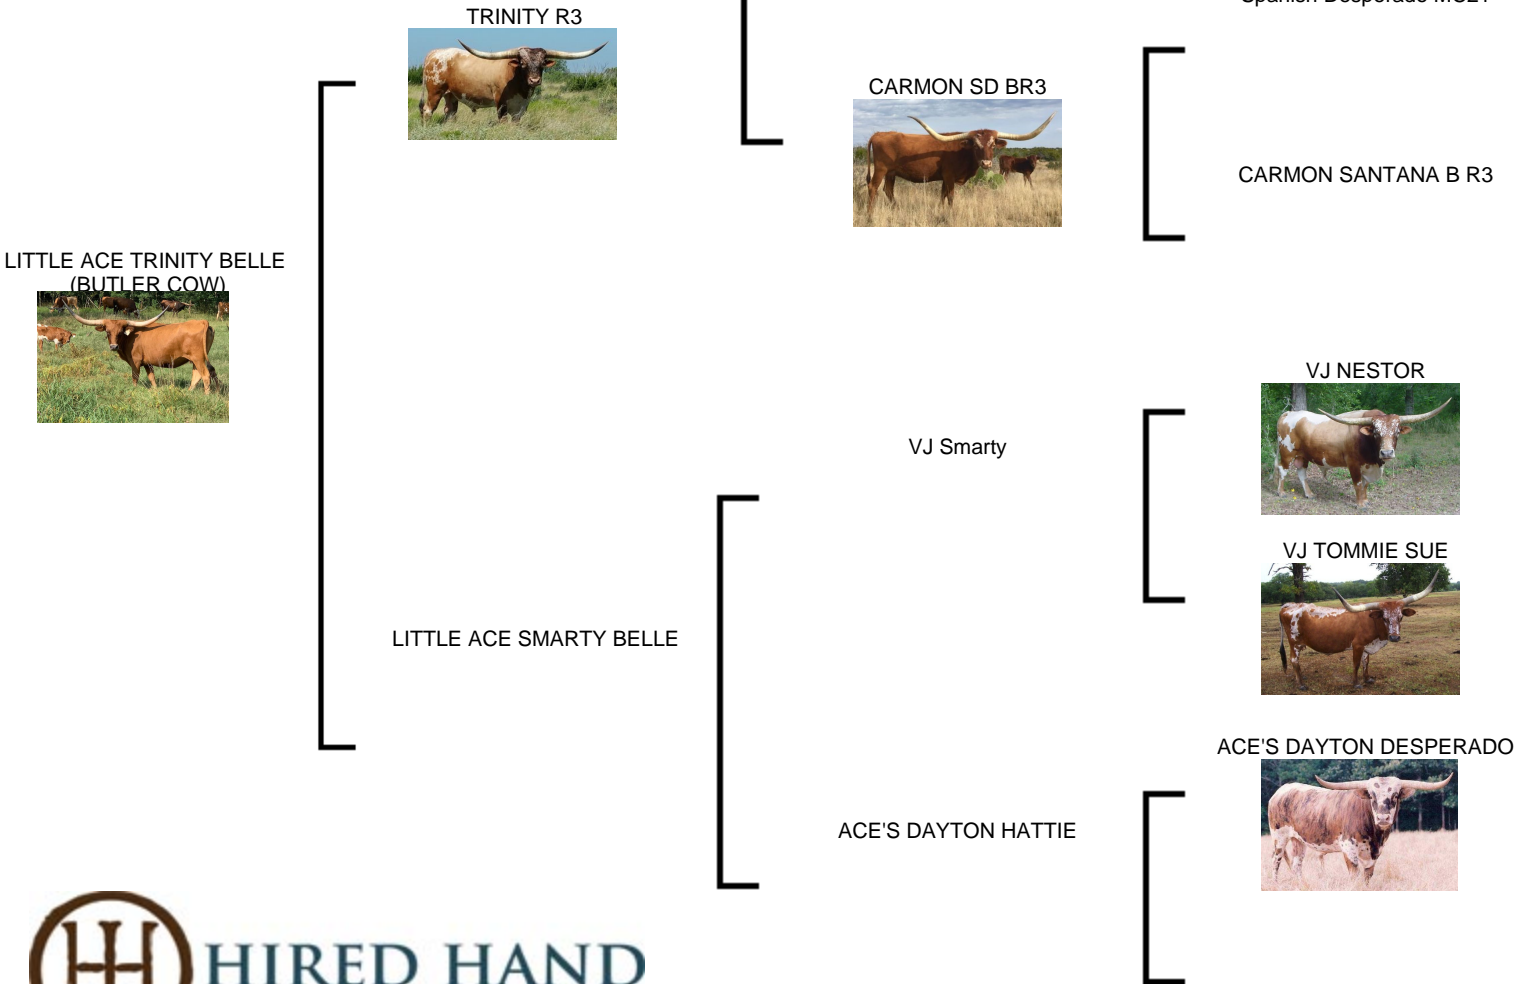 TRINITY R3
CARMON SD BR3
CARMON SANTANA B R3
LITTLE ACE TRINITY BELLE
(BUTLER COW)
VJ NESTOR
VJ Smarty
VJ TOMMIE SUE
LITTLE ACE SMARTY BELLE
ACE'S DAYTON DESPERADO
ACE'S DAYTON HATTIE
HIRED HAND